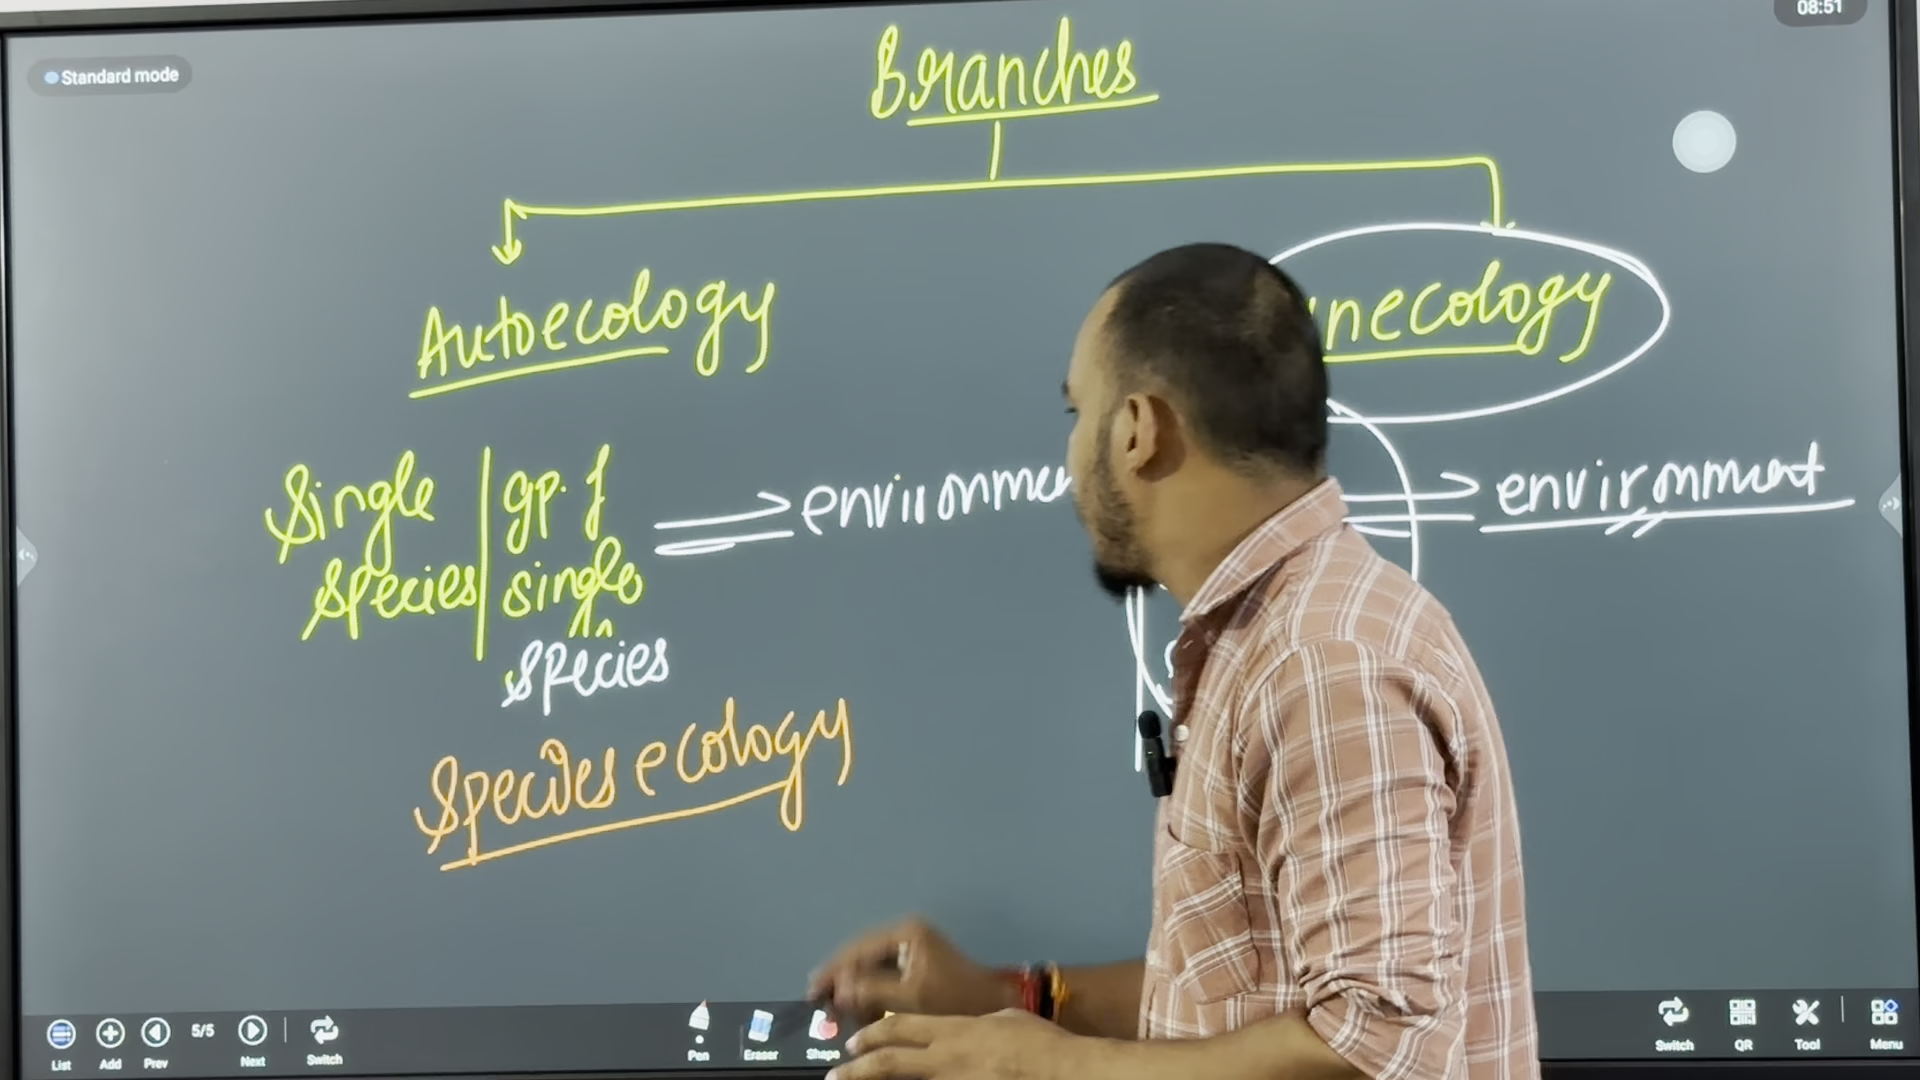 08:51
Standard mode
Branches
Autoecology
necology
Single | gp. of
Species | single
species
environme
environment
Species ecology
List
Add
Prev
5/5
Next
Switch
Pen
Eraser
Shape
Switch
QR
Tool
Menu